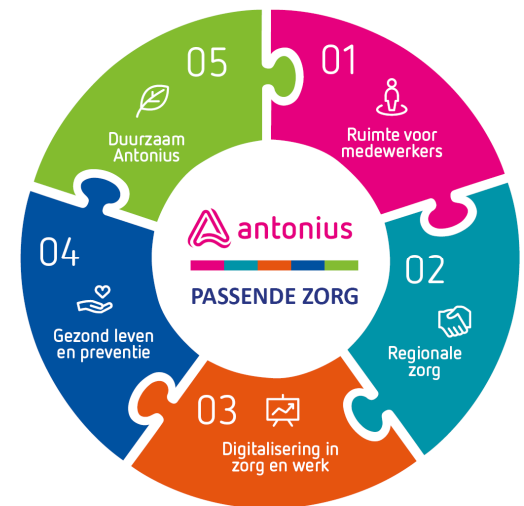 antonius
PASSENDE ZORG
01
Ruimte voor
medewerkers
02
Regionale
zorg
03
Digitalisering in
zorg en werk
04
Gezond leven
en preventie
05
Duurzaam
Antonius